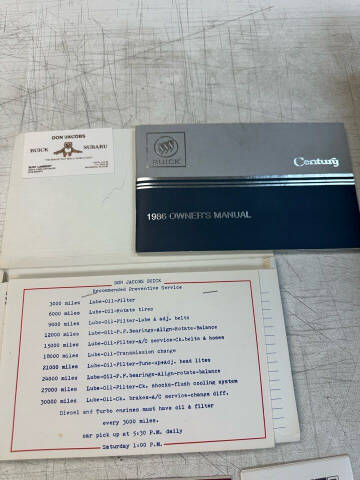 DON JACOBS
BUICK SUBARU
BUICK
Century
1986 OWNER'S MANUAL
DON JACOBS BUICK
Recommended Preventive Service
3000 miles Lube-Oil-Filter
6000 miles Lube-Oil-Rotate tires
9000 miles Lube-Oil-Filter-Lube & adj. belts
12000 miles Lube-Oil-F.F.Bearings-Align-Rotate-Balance
15000 miles Lube-Oil-Filter-A/C service-Ck.belts & hoses
18000 miles Lube-Oil-Transmission change
21000 miles Lube-Oil-Filter-Tune-up+Adj. head lites
24000 miles Lube-Oil-F.F.bearings-Align-rotate-balance
27000 miles Lube-Oil-Filter-Ck. shocks-flush cooling system
30000 miles Lube-Oil-Ck. brakes-A/C service-change diff.
Diesel and Turbo engines must have oil & filter
every 3000 miles.
car pick up at 5:30 P.M. daily
Saturday 1:00 P.M.